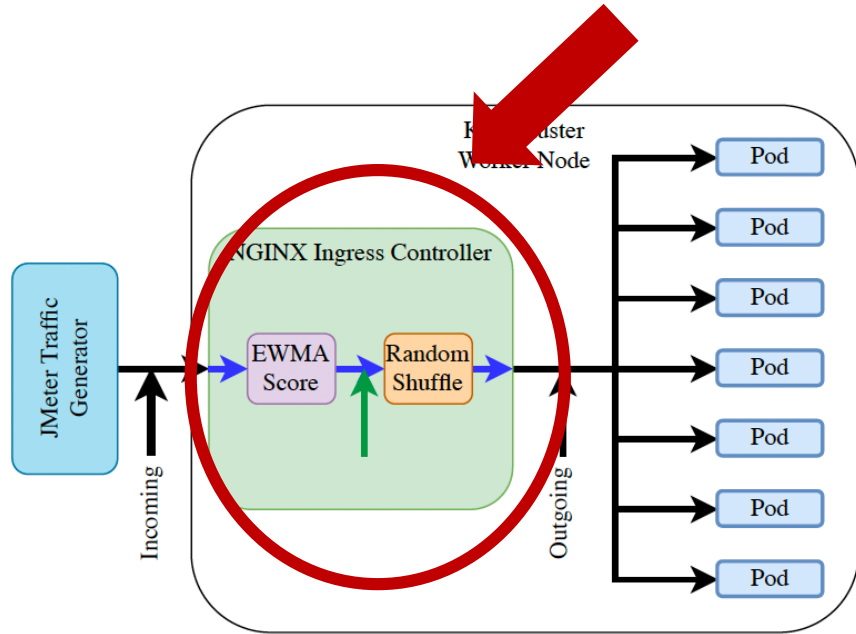 Worker Node
NGINX Ingress Controller
JMeter Traffic
Generator
EWMA
Score
Random
Shuffle
Incoming
Outgoing
Pod
Pod
Pod
Pod
Pod
Pod
Pod